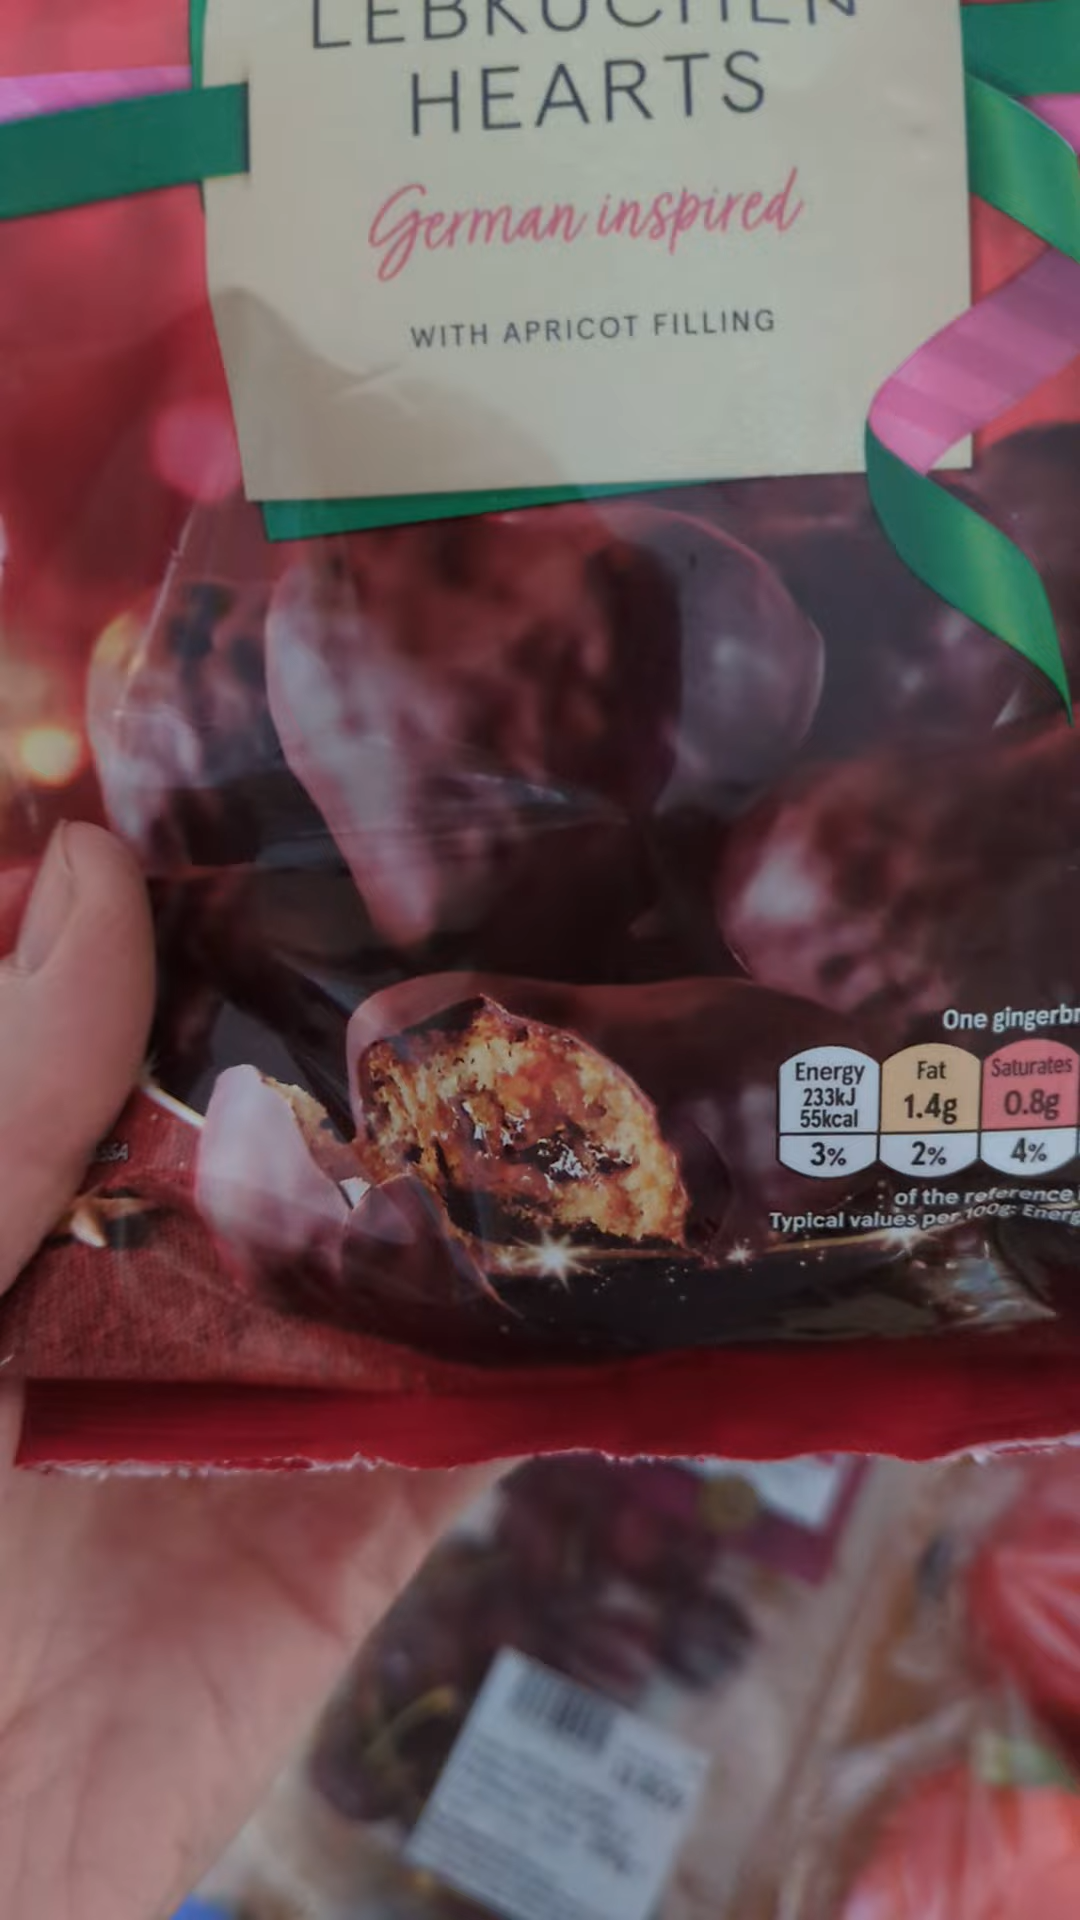 LEBKUCHEN
HEARTS
German inspired
WITH APRICOT FILLING
One gingerbr
Energy
233kJ
55kcal
3%
Fat
1.4g
2%
Saturates
0.8g
4%
of the reference
Typical values per 100g: Energ